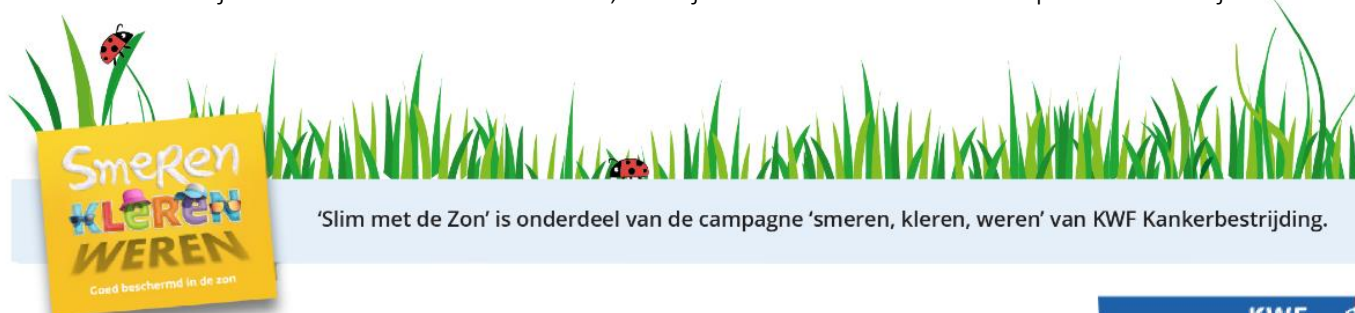 Smeren
KLEREN
WEREN
Goed beschermd in de zon
'Slim met de Zon' is onderdeel van de campagne 'smeren, kleren, weren' van KWF Kankerbestrijding.
KWF